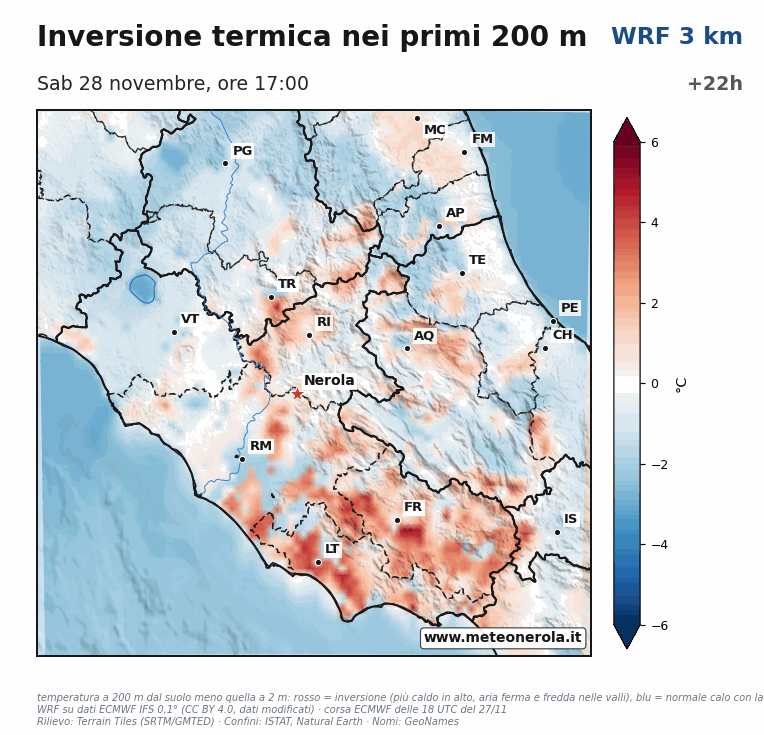 Inversione termica nei primi 200 m WRF 3 km
Sab 28 novembre, ore 17:00 +22h
MC
FM
PG
AP
TE
TR
PE
VT
RI
AQ
CH
Nerola
RM
FR
IS
LT
www.meteonerola.it
6
4
2
0
−2
−4
−6
°C
temperatura a 200 m dal suolo meno quella a 2 m: rosso = inversione (più caldo in alto, aria ferma e fredda nelle valli), blu = normale calo con la
WRF su dati ECMWF IFS 0,1° (CC BY 4.0, dati modificati) · corsa ECMWF delle 18 UTC del 27/11
Rilievo: Terrain Tiles (SRTM/GMTED) · Confini: ISTAT, Natural Earth · Nomi: GeoNames